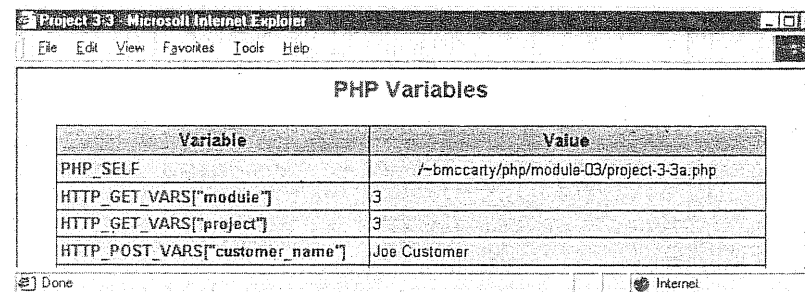 Project 3-3 - Microsoft Internet Explorer
File Edit View Favorites Tools Help
PHP Variables
Variable Value
PHP_SELF /~bmccarty/php/module-03/project-3-3a.php
HTTP_GET_VARS["module"] 3
HTTP_GET_VARS["project"] 3
HTTP_POST_VARS["customer_name"] Joe Customer
Done Internet